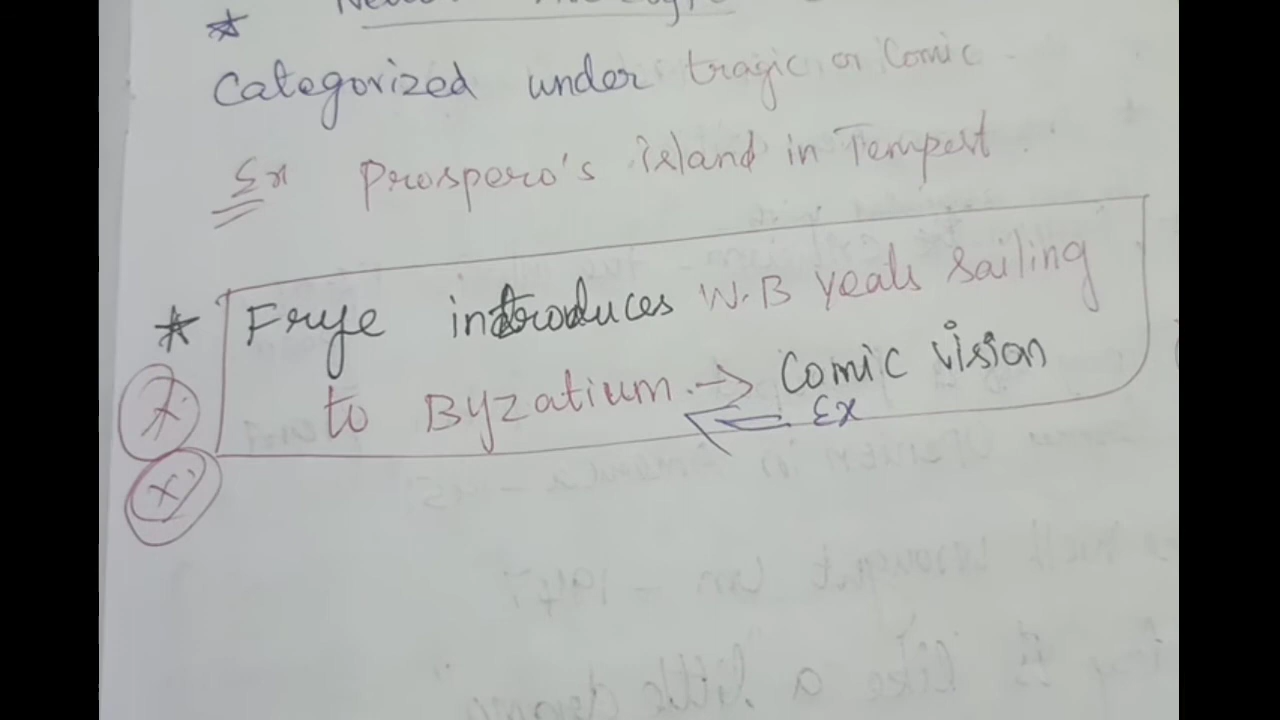 Categorized under tragic or Comic
Ex Prospero's island in Tempest
Frye introduces W.B Yeats Sailing
to Byzatium. → Comic vision
Ex